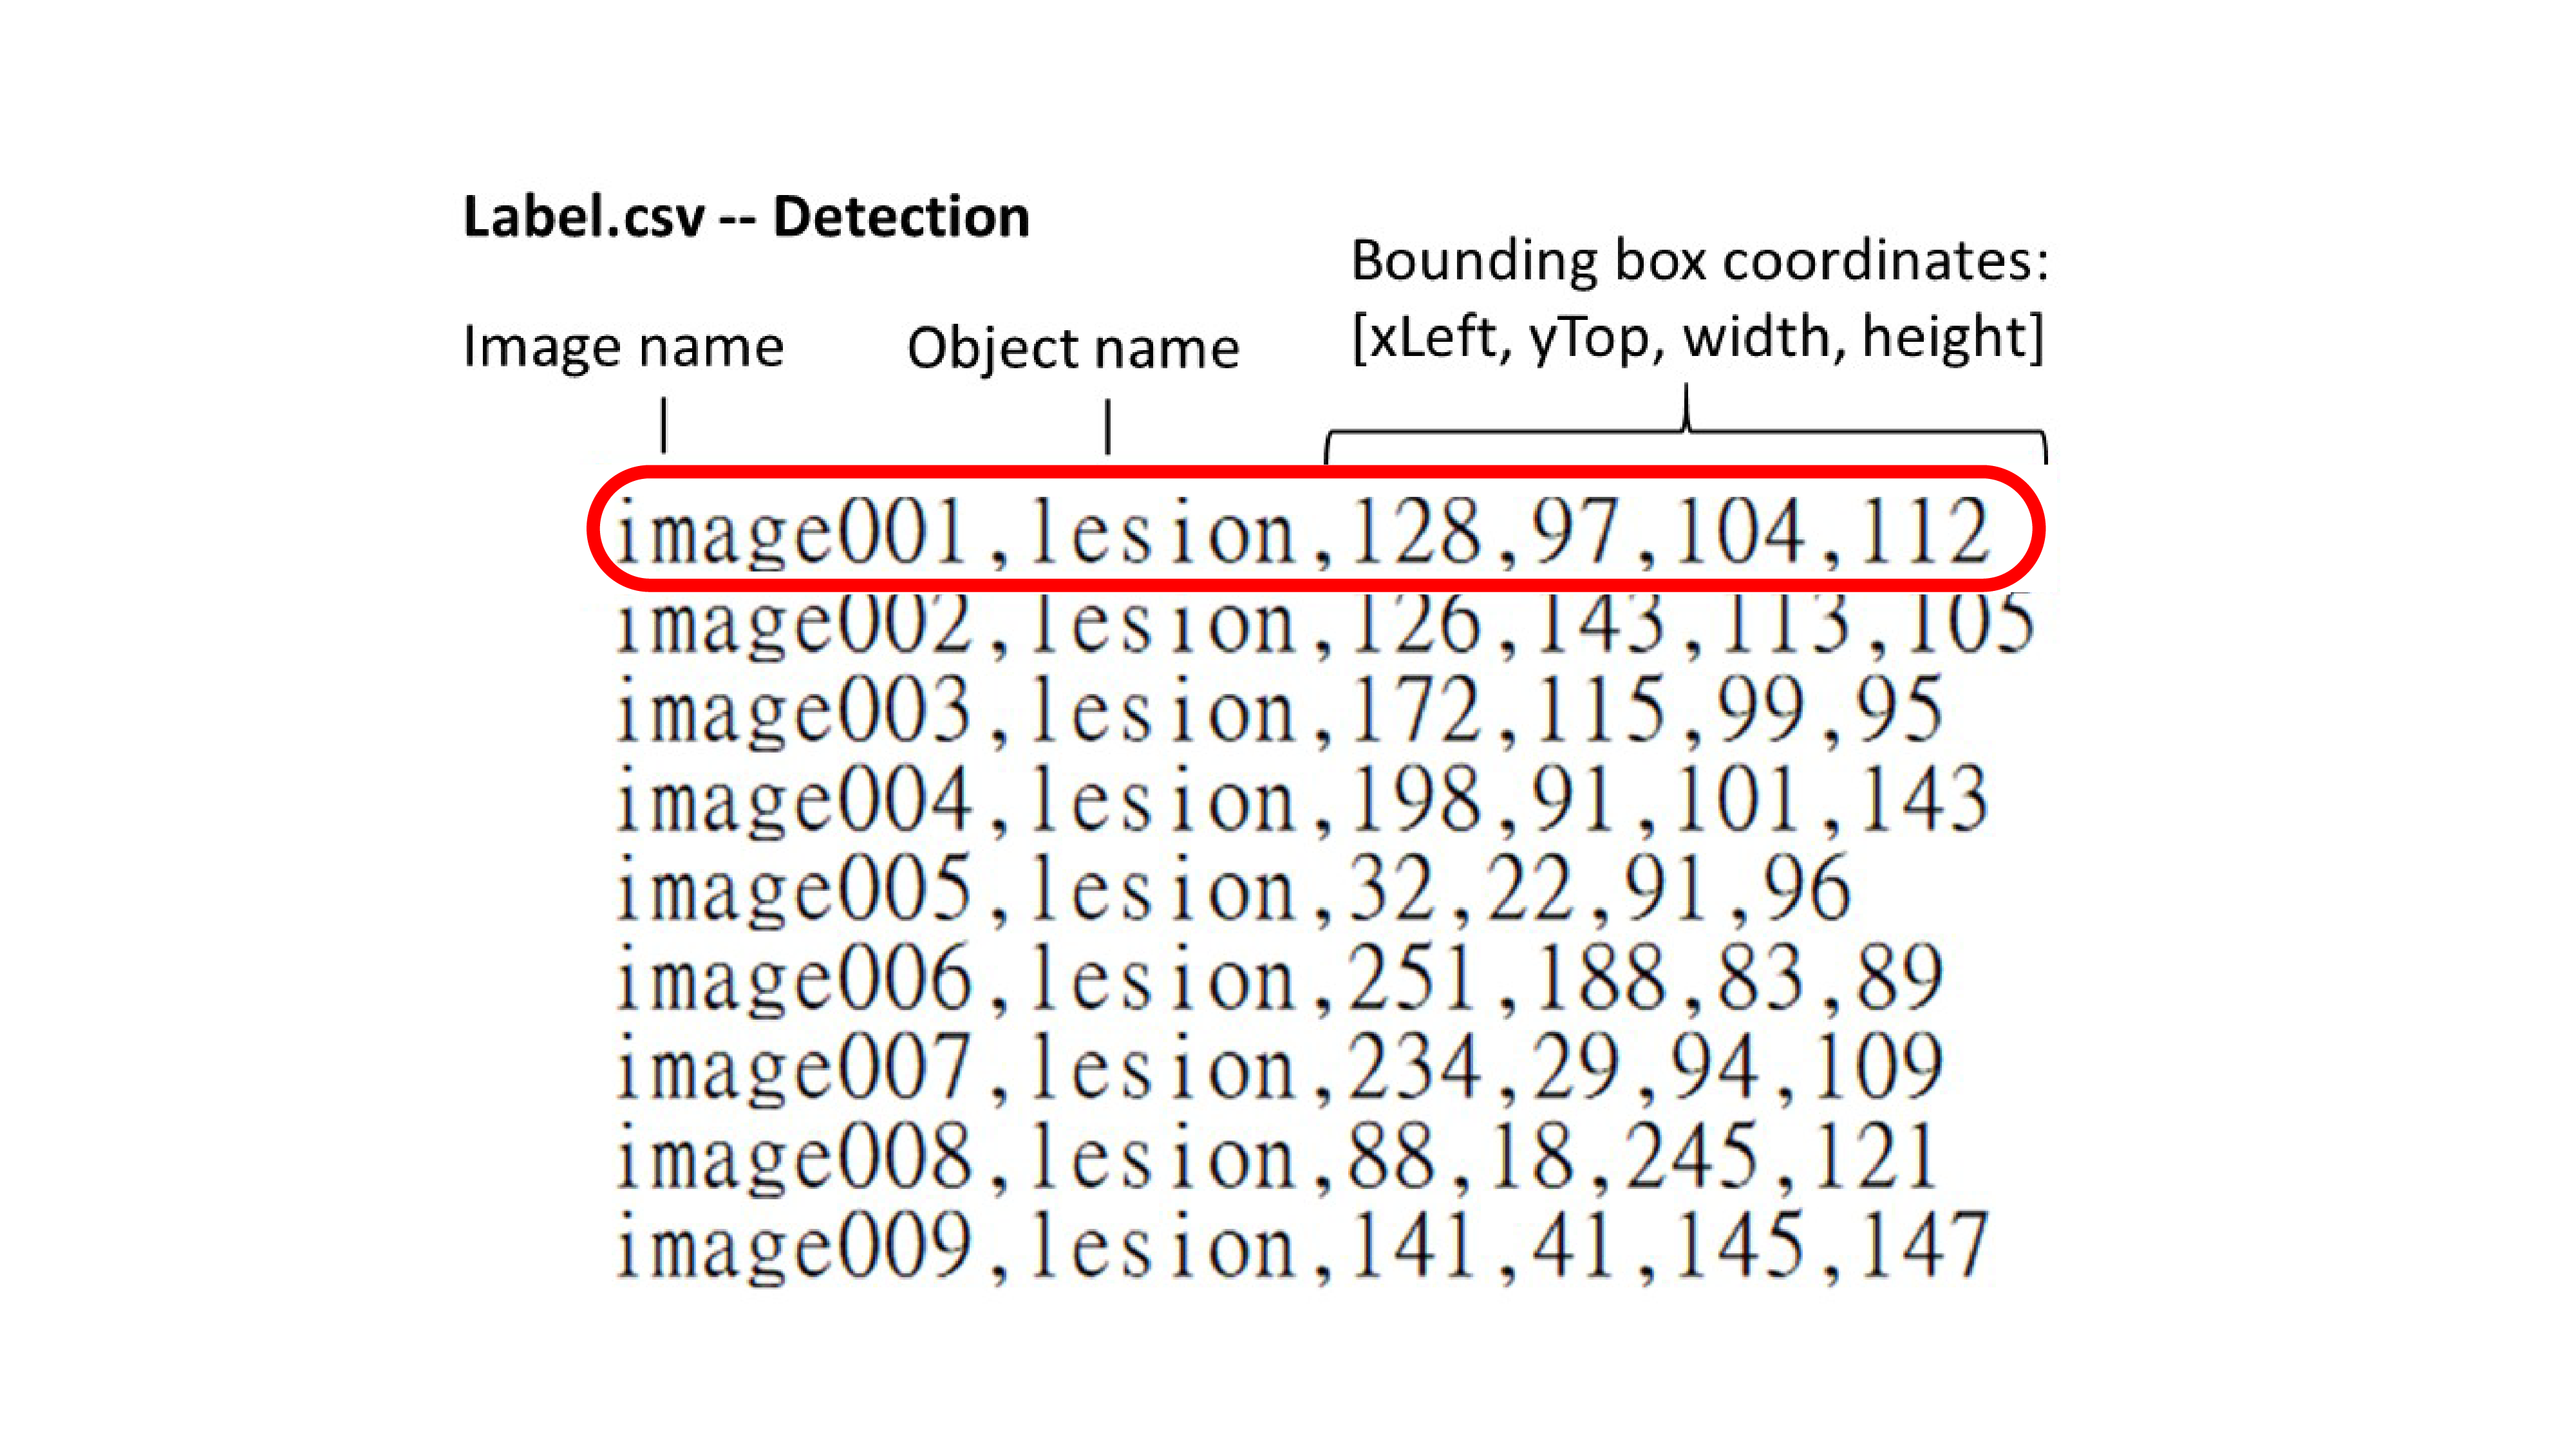 Label.csv -- Detection
Bounding box coordinates:
[xLeft, yTop, width, height]
Image name
Object name
image001,lesion,128,97,104,112
image002,lesion,126,143,113,105
image003,lesion,172,115,99,95
image004,lesion,198,91,101,143
image005,lesion,32,22,91,96
image006,lesion,251,188,83,89
image007,lesion,234,29,94,109
image008,lesion,88,18,245,121
image009,lesion,141,41,145,147